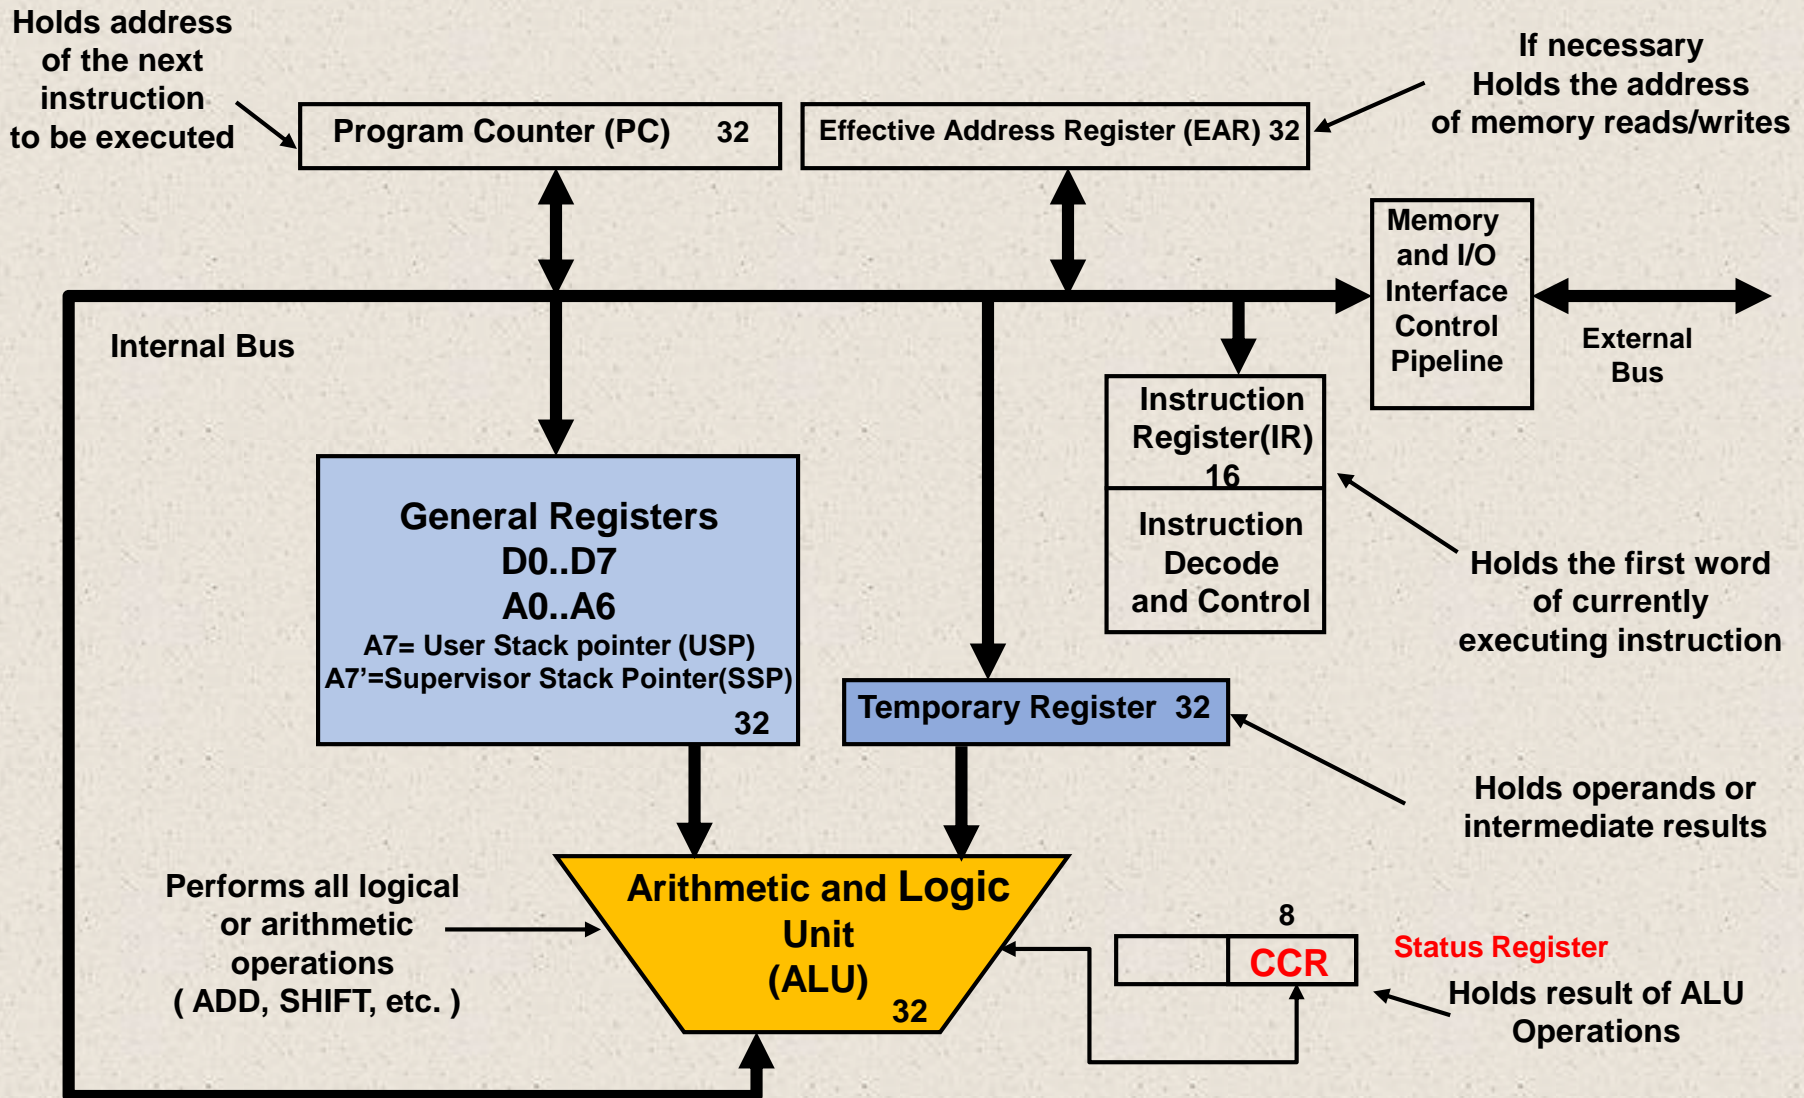 Holds address
of the next
instruction
to be executed
Program Counter (PC) 32
Effective Address Register (EAR) 32
If necessary
Holds the address
of memory reads/writes
Memory
and I/O
Interface
Control
Pipeline
External
Bus
Internal Bus
Instruction
Register(IR)
16
Instruction
Decode
and Control
Holds the first word
of currently
executing instruction
General Registers
D0..D7
A0..A6
A7= User Stack pointer (USP)
A7’=Supervisor Stack Pointer(SSP)
32
Temporary Register 32
Holds operands or
intermediate results
Performs all logical
or arithmetic
operations
( ADD, SHIFT, etc. )
Arithmetic and Logic
Unit
(ALU)
32
8
CCR
Status Register
Holds result of ALU
Operations